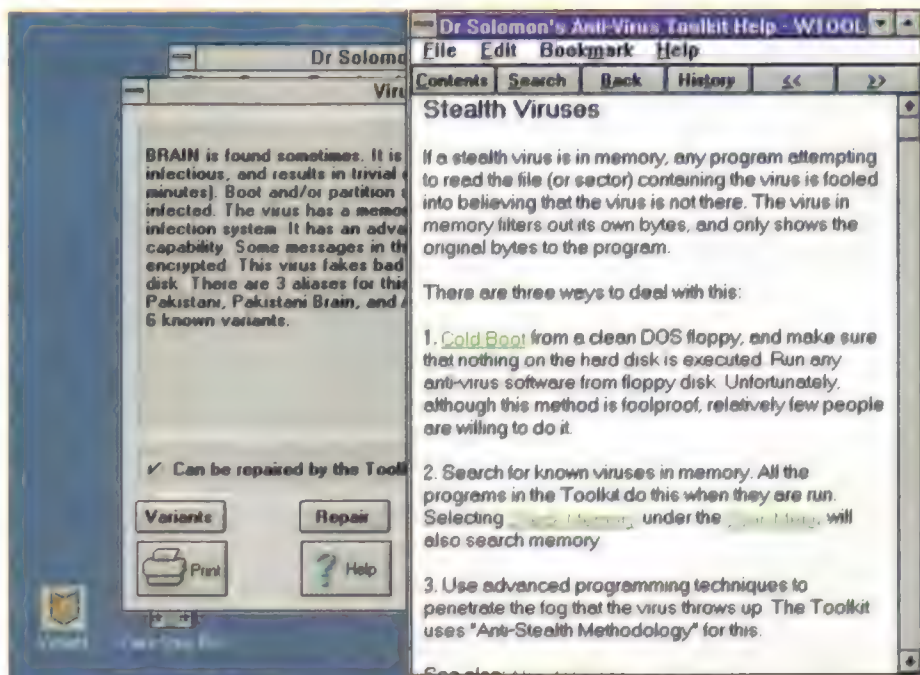 Dr Solomon's Anti-Virus Toolkit Help - WTOOL
File Edit Bookmark Help
Contents Search Back History << >>
Stealth Viruses
If a stealth virus is in memory, any program attempting
to read the file (or sector) containing the virus is fooled
into believing that the virus is not there. The virus in
memory filters out its own bytes, and only shows the
original bytes to the program.
There are three ways to deal with this:
1. Cold Boot from a clean DOS floppy, and make sure
that nothing on the hard disk is executed. Run any
anti-virus software from floppy disk. Unfortunately,
although this method is foolproof, relatively few people
are willing to do it.
2. Search for known viruses in memory. All the
programs in the Toolkit do this when they are run.
Selecting under the will
also search memory
3. Use advanced programming techniques to
penetrate the fog that the virus throws up. The Toolkit
uses "Anti-Stealth Methodology" for this.
See also:
Dr Solomo
Viru
BRAIN is found sometimes. It is
infectious, and results in trivial
minutes). Boot and/or partition s
infected. The virus has a memo
infection system. It has an adva
capability. Some messages in th
encrypted. This virus fakes bad
disk. There are 3 aliases for this
Pakistani, Pakistani Brain, and
6 known variants.
✓ Can be repaired by the Toolk
Variants Repair
Print Help